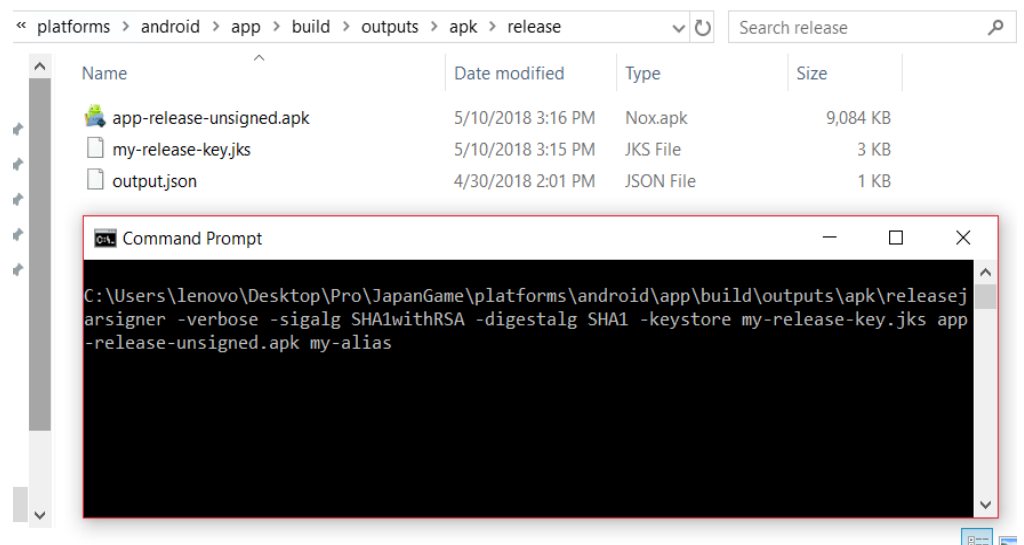 « platforms > android > app > build > outputs > apk > release
Search release
Name Date modified Type Size
app-release-unsigned.apk 5/10/2018 3:16 PM Nox.apk 9,084 KB
my-release-key.jks 5/10/2018 3:15 PM JKS File 3 KB
output.json 4/30/2018 2:01 PM JSON File 1 KB
C:\. Command Prompt
C:\Users\lenovo\Desktop\Pro\JapanGame\platforms\android\app\build\outputs\apk\releasej
arsigner -verbose -sigalg SHA1withRSA -digestalg SHA1 -keystore my-release-key.jks app
-release-unsigned.apk my-alias